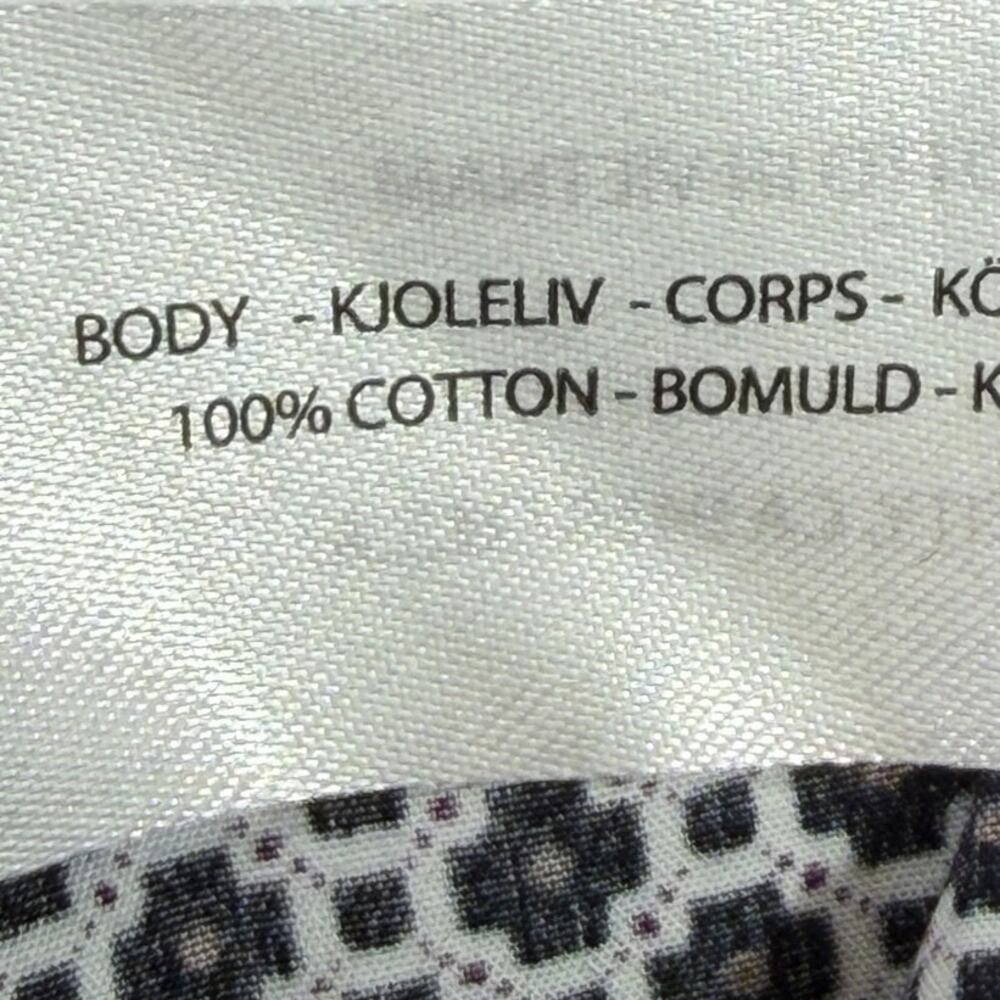 BODY - KJOLELIV - CORPS - KÖ
100% COTTON - BOMULD - K